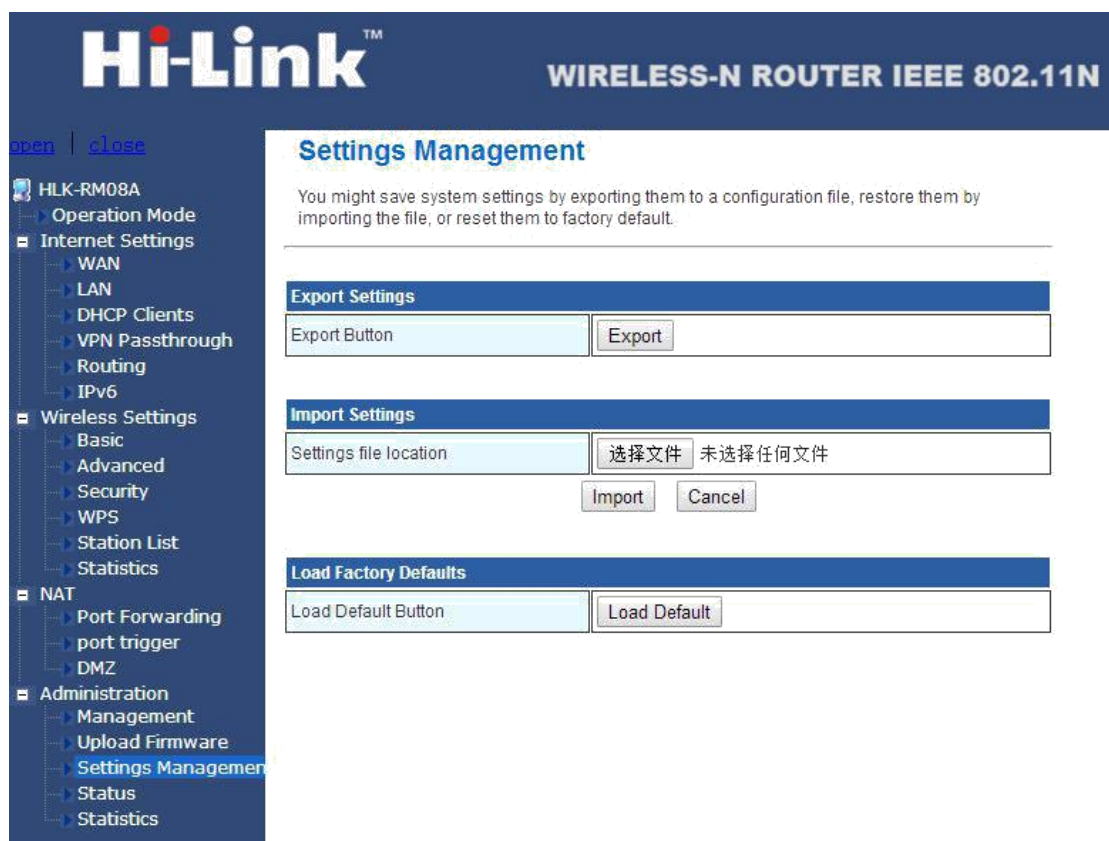 Hi-Link™
WIRELESS-N ROUTER IEEE 802.11N
open | close
HLK-RM08A
Operation Mode
Internet Settings
WAN
LAN
DHCP Clients
VPN Passthrough
Routing
IPv6
Wireless Settings
Basic
Advanced
Security
WPS
Station List
Statistics
NAT
Port Forwarding
port trigger
DMZ
Administration
Management
Upload Firmware
Settings Managemen
Status
Statistics
Settings Management
You might save system settings by exporting them to a configuration file, restore them by
importing the file, or reset them to factory default.
Export Settings
Export Button Export
Import Settings
Settings file location 选择文件 未选择任何文件
Import Cancel
Load Factory Defaults
Load Default Button Load Default